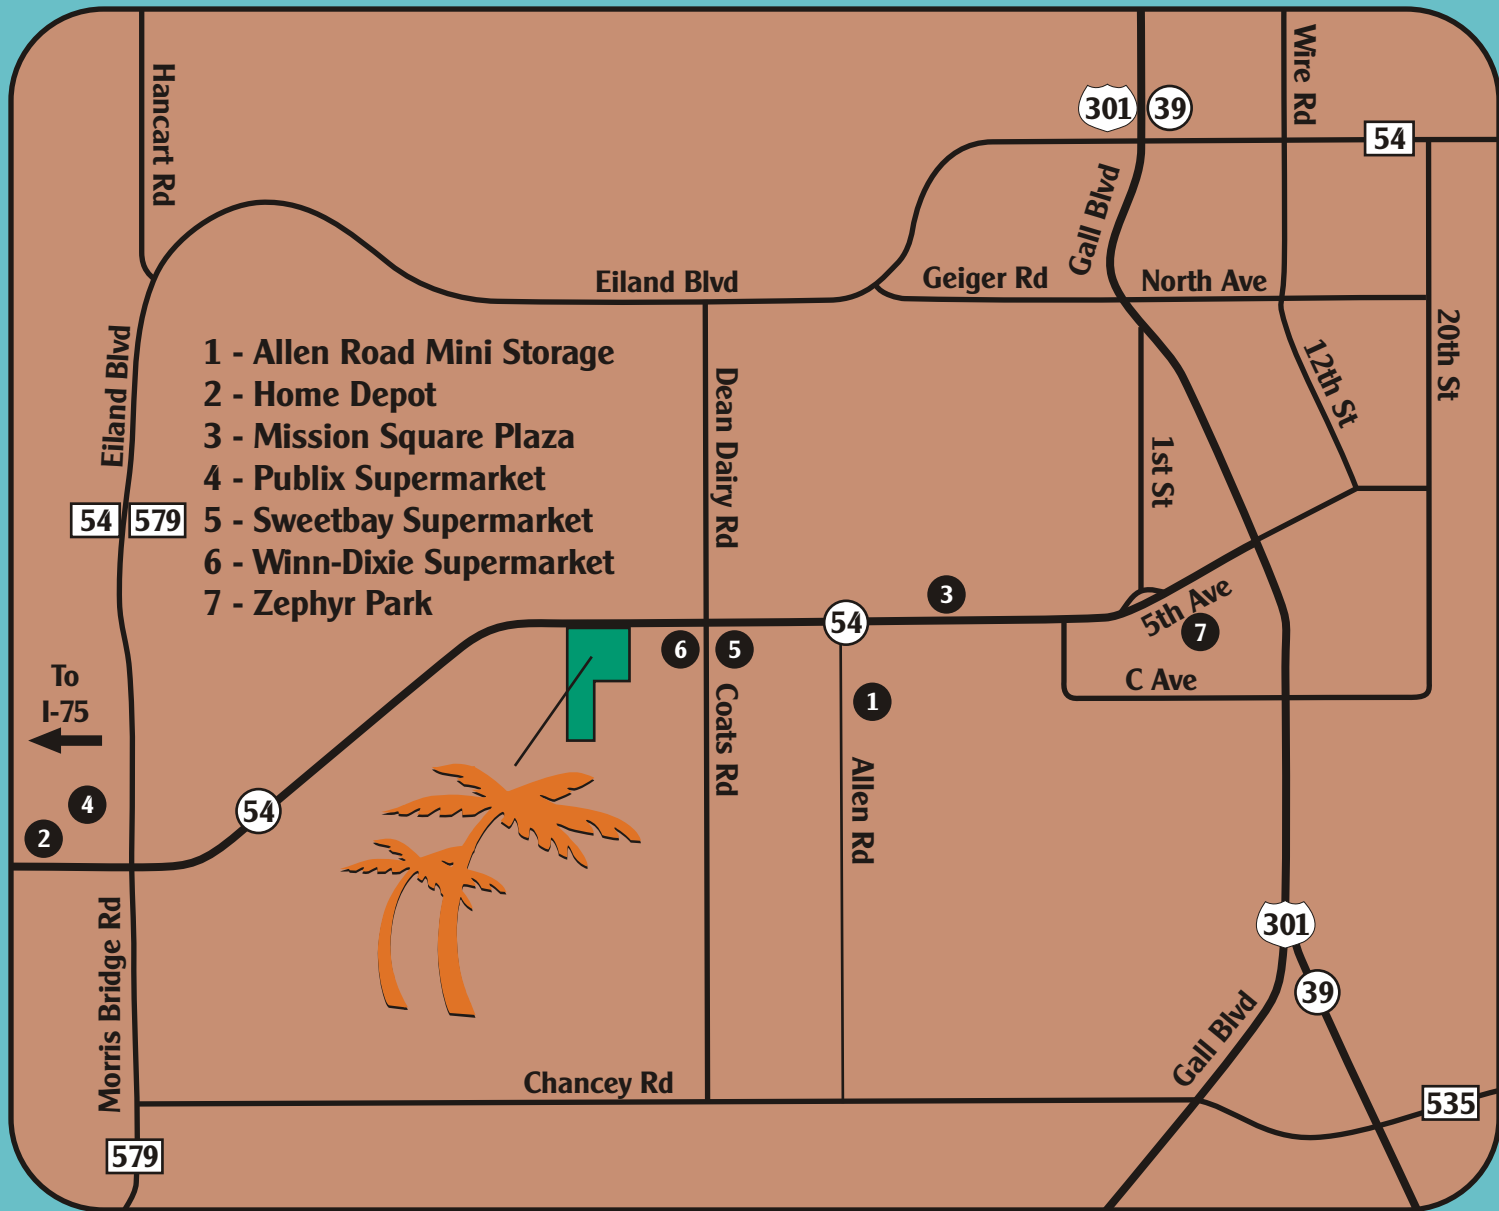 Hancart Rd
301
39
Wire Rd
54
Gall Blvd
Eiland Blvd
Geiger Rd
North Ave
20th St
12th St
1 - Allen Road Mini Storage
2 - Home Depot
3 - Mission Square Plaza
4 - Publix Supermarket
5 - Sweetbay Supermarket
6 - Winn-Dixie Supermarket
7 - Zephyr Park
Eiland Blvd
54
579
Dean Dairy Rd
1st St
3
54
5th Ave
7
6
5
C Ave
To
I-75
1
Coats Rd
Allen Rd
4
2
54
301
39
Morris Bridge Rd
Gall Blvd
Chancey Rd
535
579